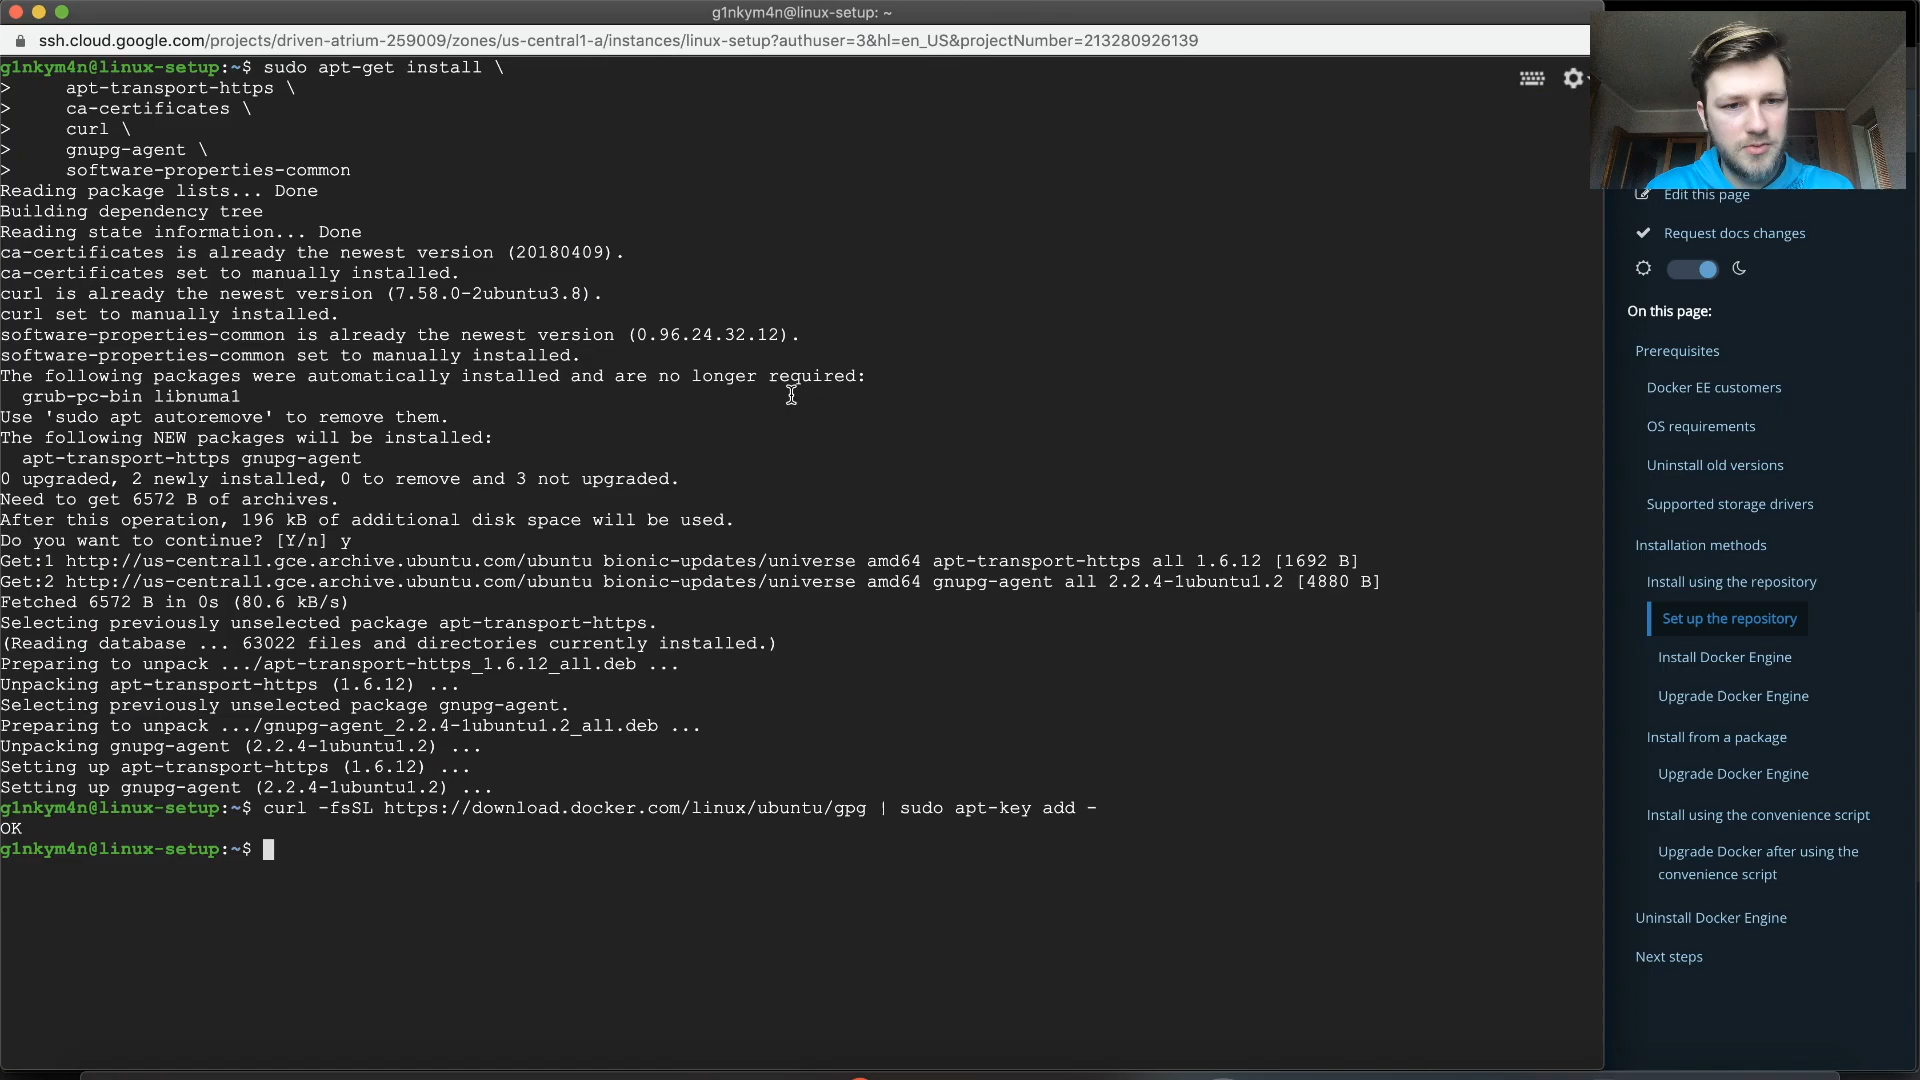 g1nkym4n@linux-setup: ~
ssh.cloud.google.com/projects/driven-atrium-259009/zones/us-central1-a/instances/linux-setup?authuser=3&hl=en_US&projectNumber=213280926139
g1nkym4n@linux-setup:~$ sudo apt-get install \
>     apt-transport-https \
>     ca-certificates \
>     curl \
>     gnupg-agent \
>     software-properties-common
Reading package lists... Done
Building dependency tree
Reading state information... Done
ca-certificates is already the newest version (20180409).
ca-certificates set to manually installed.
curl is already the newest version (7.58.0-2ubuntu3.8).
curl set to manually installed.
software-properties-common is already the newest version (0.96.24.32.12).
software-properties-common set to manually installed.
The following packages were automatically installed and are no longer required:
  grub-pc-bin libnuma1
Use 'sudo apt autoremove' to remove them.
The following NEW packages will be installed:
  apt-transport-https gnupg-agent
0 upgraded, 2 newly installed, 0 to remove and 3 not upgraded.
Need to get 6572 B of archives.
After this operation, 196 kB of additional disk space will be used.
Do you want to continue? [Y/n] y
Get:1 http://us-central1.gce.archive.ubuntu.com/ubuntu bionic-updates/universe amd64 apt-transport-https all 1.6.12 [1692 B]
Get:2 http://us-central1.gce.archive.ubuntu.com/ubuntu bionic-updates/universe amd64 gnupg-agent all 2.2.4-1ubuntu1.2 [4880 B]
Fetched 6572 B in 0s (80.6 kB/s)
Selecting previously unselected package apt-transport-https.
(Reading database ... 63022 files and directories currently installed.)
Preparing to unpack .../apt-transport-https_1.6.12_all.deb ...
Unpacking apt-transport-https (1.6.12) ...
Selecting previously unselected package gnupg-agent.
Preparing to unpack .../gnupg-agent_2.2.4-1ubuntu1.2_all.deb ...
Unpacking gnupg-agent (2.2.4-1ubuntu1.2) ...
Setting up apt-transport-https (1.6.12) ...
Setting up gnupg-agent (2.2.4-1ubuntu1.2) ...
g1nkym4n@linux-setup:~$ curl -fsSL https://download.docker.com/linux/ubuntu/gpg | sudo apt-key add -
OK
g1nkym4n@linux-setup:~$
Edit this page
Request docs changes
On this page:
Prerequisites
Docker EE customers
OS requirements
Uninstall old versions
Supported storage drivers
Installation methods
Install using the repository
Set up the repository
Install Docker Engine
Upgrade Docker Engine
Install from a package
Upgrade Docker Engine
Install using the convenience script
Upgrade Docker after using the
convenience script
Uninstall Docker Engine
Next steps